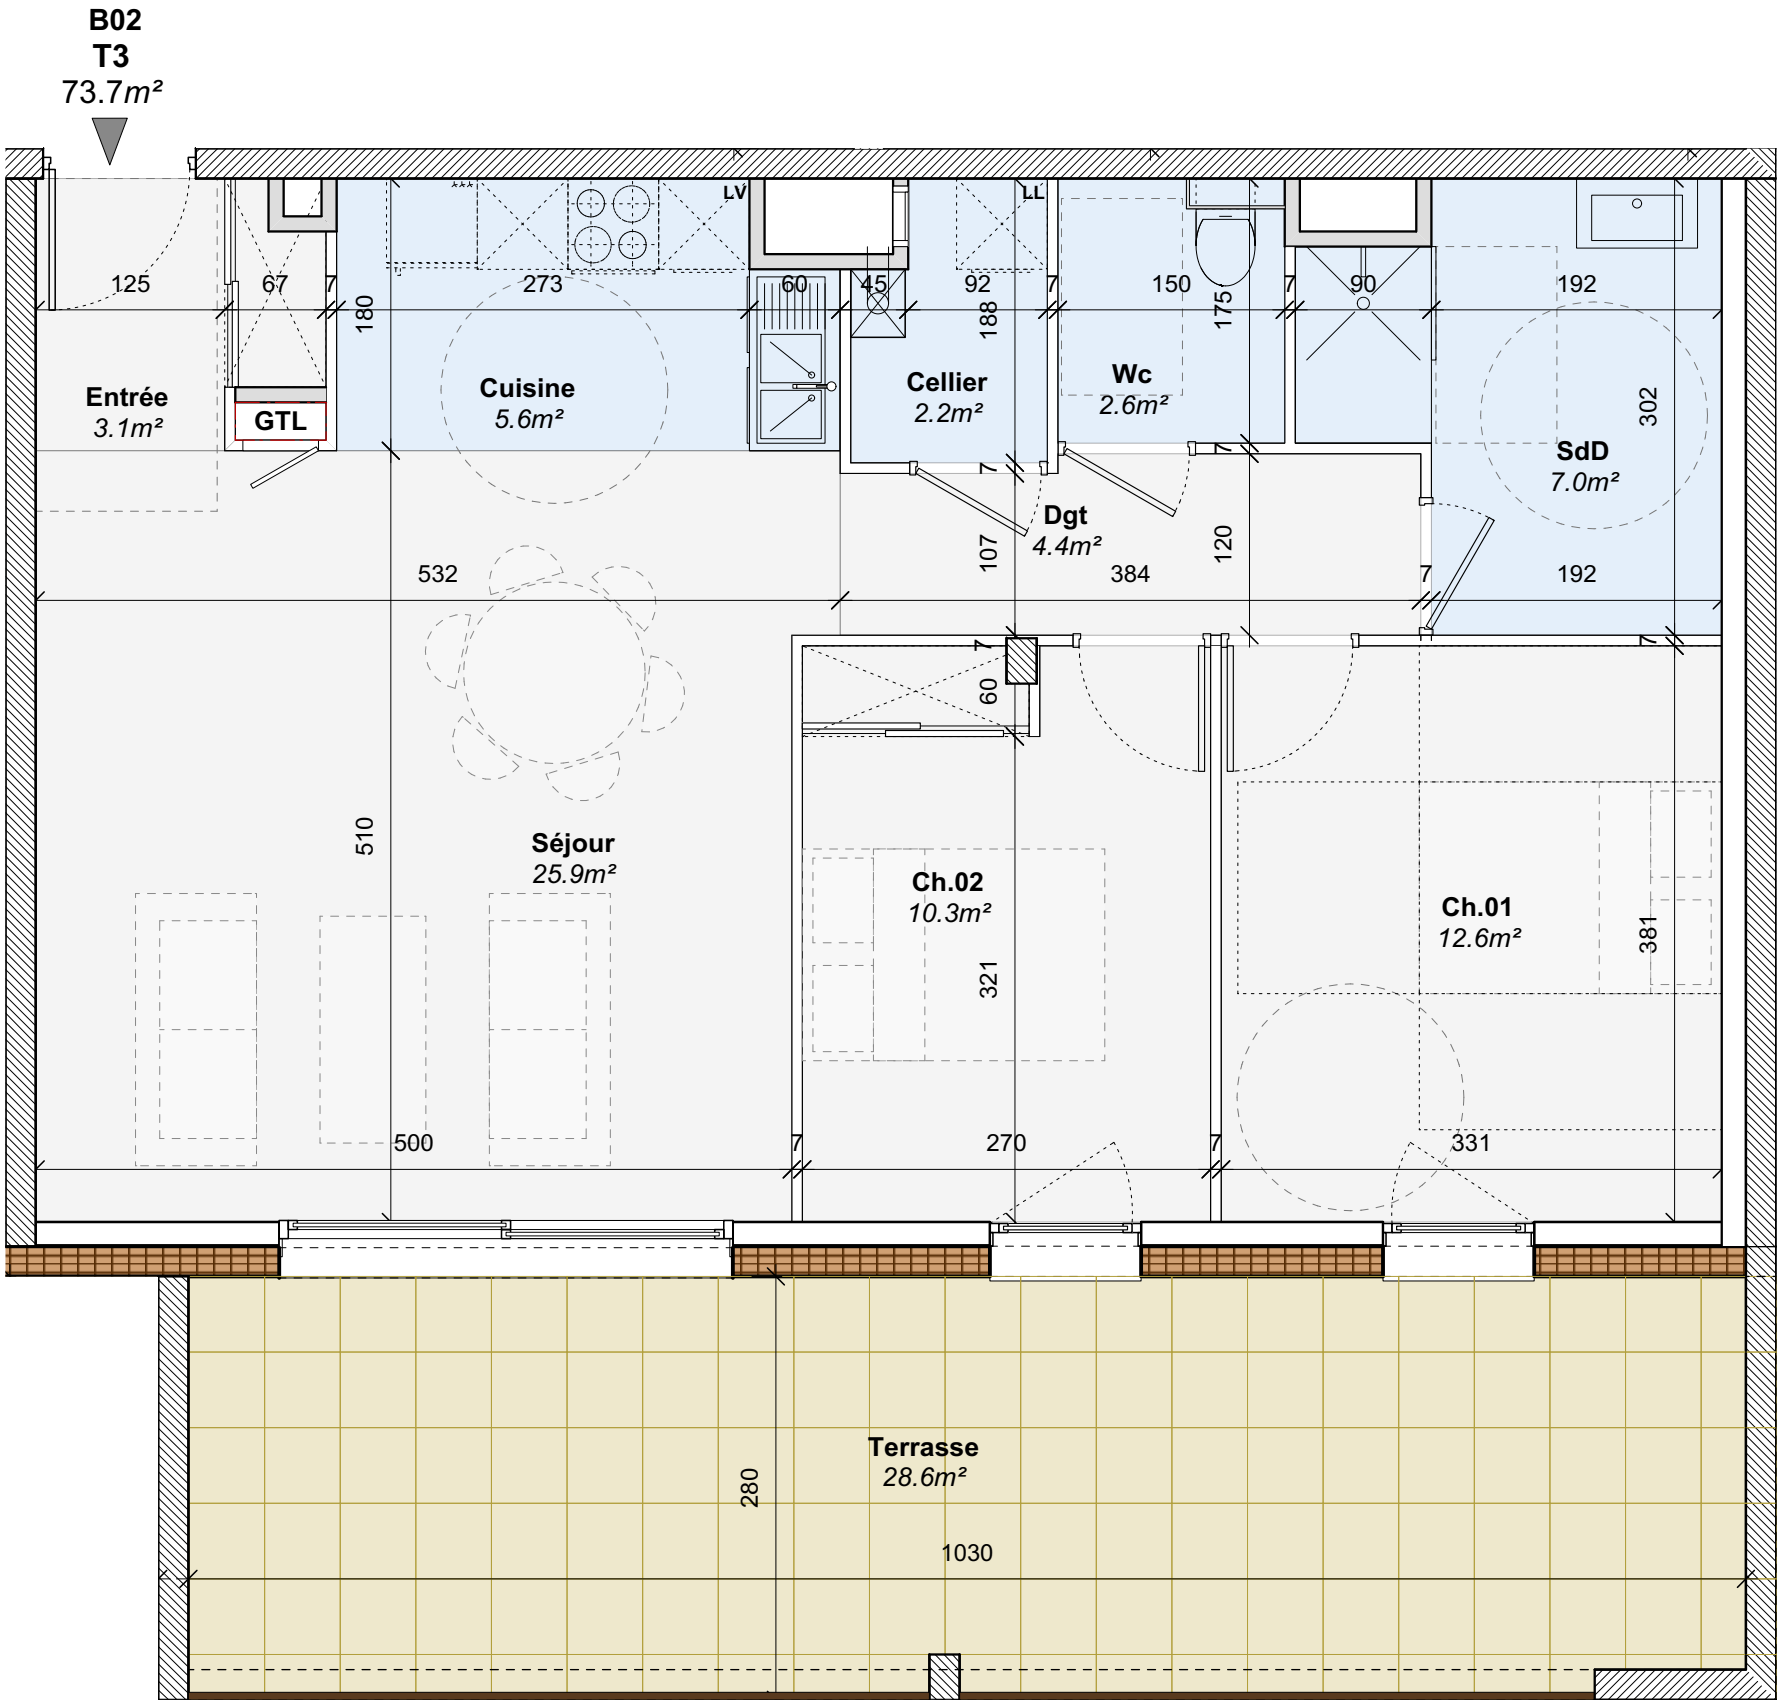 B02
T3
73.7m²
LV
LL
125
67
7
273
60
45
92
7
150
7
90
192
180
188
175
302
Entrée
3.1m²
GTL
Cuisine
5.6m²
Cellier
2.2m²
Wc
2.6m²
SdD
7.0m²
7
7
Dgt
4.4m²
107
120
532
384
7
192
7
60
7
510
Séjour
25.9m²
Ch.02
10.3m²
Ch.01
12.6m²
321
381
500
7
270
7
331
Terrasse
28.6m²
280
1030